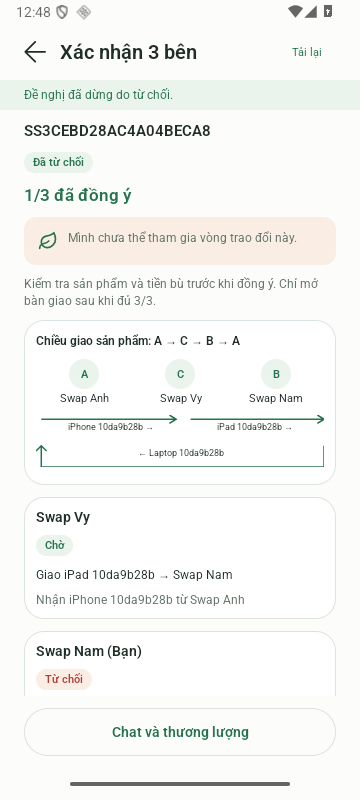 12:48
Xác nhận 3 bên
Tải lại
Đề nghị đã dừng do từ chối.
SS3CEBD28AC4A04BECA8
Đã từ chối
1/3 đã đồng ý
Mình chưa thể tham gia vòng trao đổi này.
Kiểm tra sản phẩm và tiền bù trước khi đồng ý. Chỉ mở
bàn giao sau khi đủ 3/3.
Chiều giao sản phẩm: A → C → B → A
A C B
Swap Anh Swap Vy Swap Nam
iPhone 10da9b28b → iPad 10da9b28b →
← Laptop 10da9b28b
Swap Vy
Chờ
Giao iPad 10da9b28b → Swap Nam
Nhận iPhone 10da9b28b từ Swap Anh
Swap Nam (Bạn)
Từ chối
Chat và thương lượng